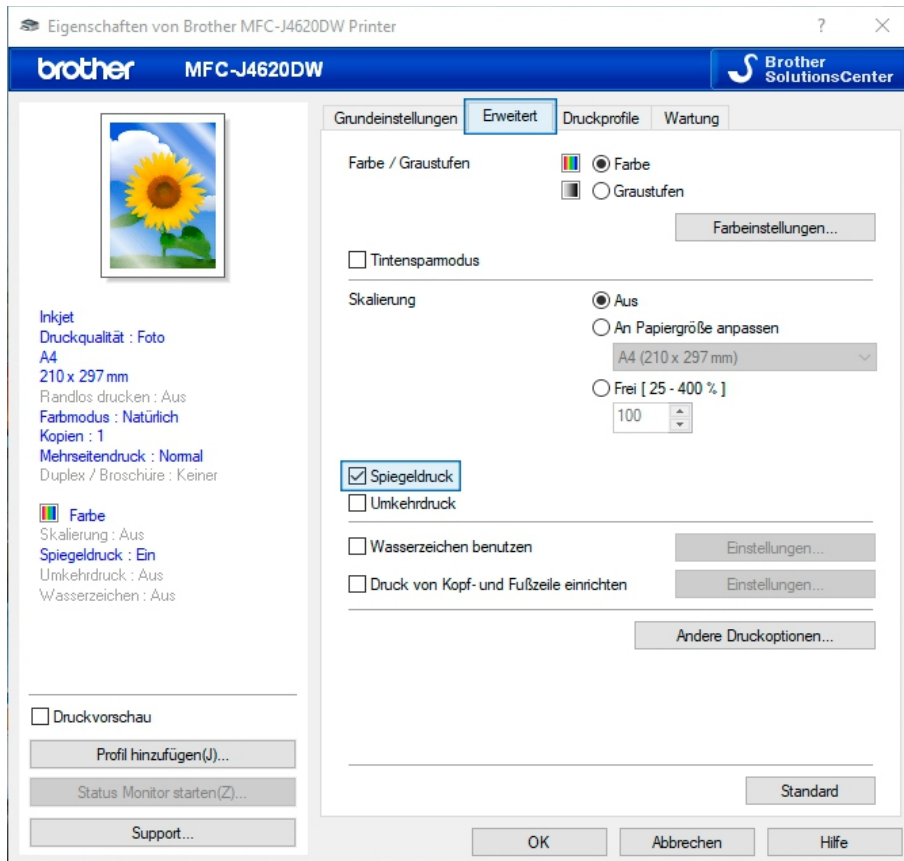 Eigenschaften von Brother MFC-J4620DW Printer
brother MFC-J4620DW
Brother
SolutionsCenter
Grundeinstellungen Erweitert Druckprofile Wartung
Farbe / Graustufen
Farbe
Graustufen
Farbeinstellungen...
Tintensparmodus
Skalierung
Aus
An Papiergröße anpassen
A4 (210 x 297 mm)
Frei [ 25 - 400 % ]
100
Spiegeldruck
Umkehrdruck
Wasserzeichen benutzen
Einstellungen...
Druck von Kopf- und Fußzeile einrichten
Einstellungen...
Andere Druckoptionen...
Standard
Inkjet
Druckqualität : Foto
A4
210 x 297 mm
Randlos drucken : Aus
Farbmodus : Natürlich
Kopien : 1
Mehrseitendruck : Normal
Duplex / Broschüre : Keiner
Farbe
Skalierung : Aus
Spiegeldruck : Ein
Umkehrdruck : Aus
Wasserzeichen : Aus
Druckvorschau
Profil hinzufügen(J)...
Status Monitor starten(Z)...
Support...
OK Abbrechen Hilfe